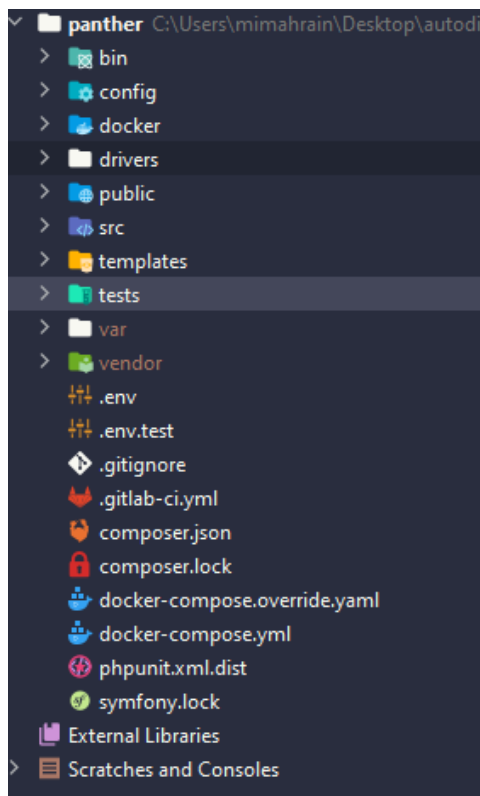 panther C:\Users\mimahrain\Desktop\autodi
bin
config
docker
drivers
public
src
templates
tests
var
vendor
.env
.env.test
.gitignore
.gitlab-ci.yml
composer.json
composer.lock
docker-compose.override.yaml
docker-compose.yml
phpunit.xml.dist
symfony.lock
External Libraries
Scratches and Consoles